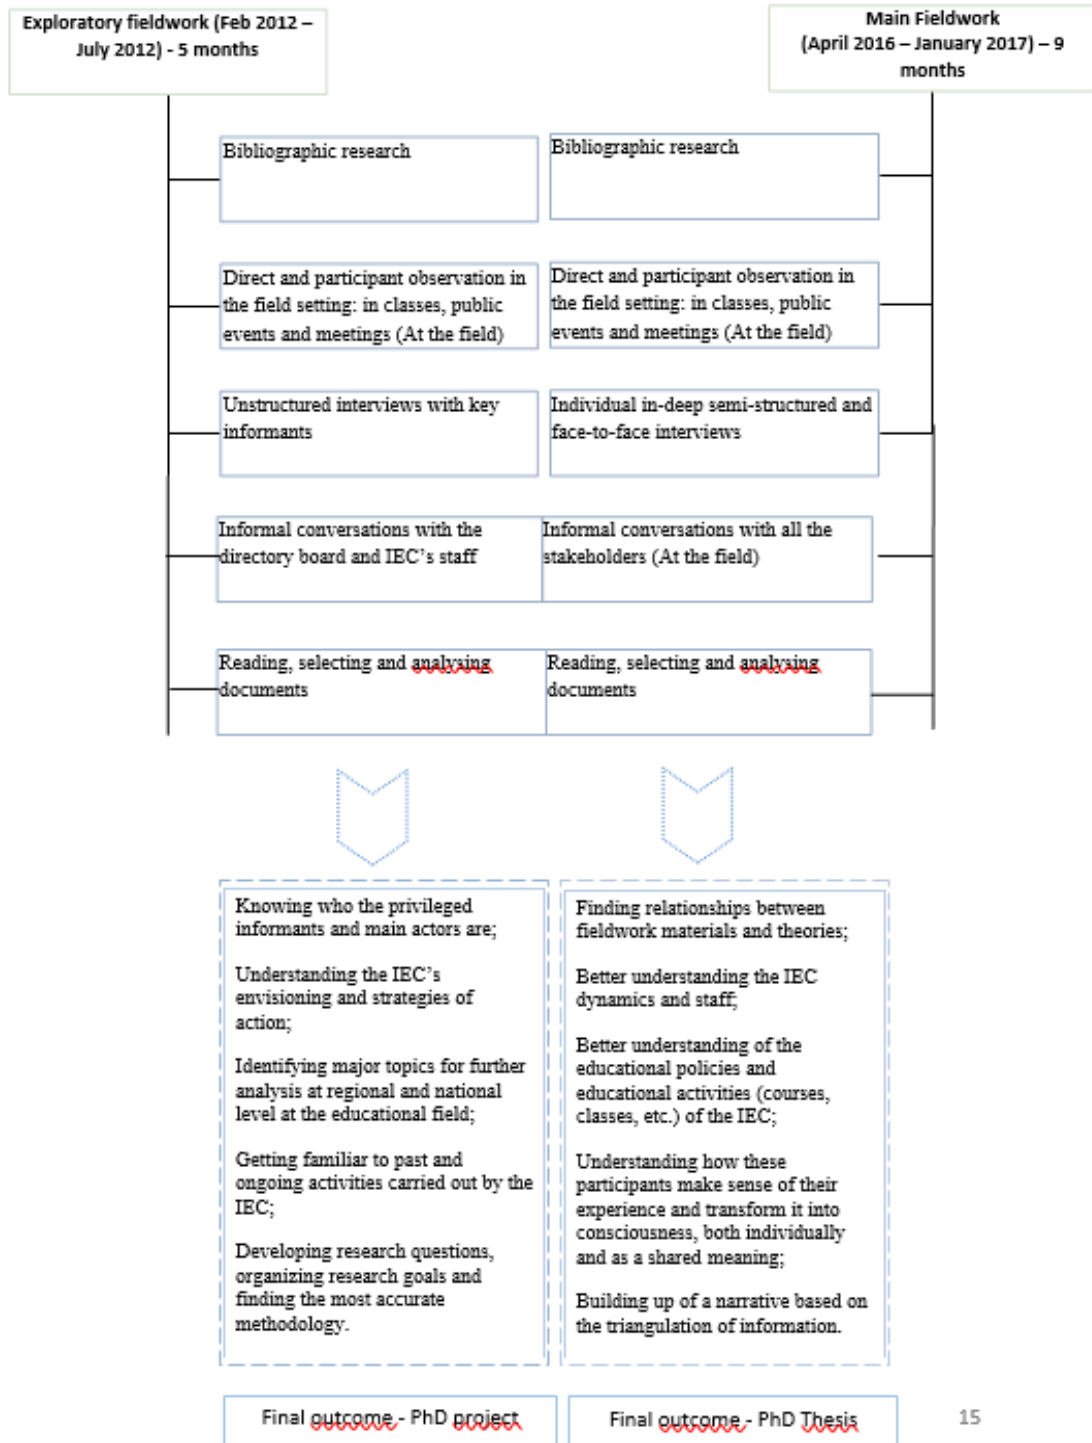 Exploratory fieldwork (Feb 2012 –
July 2012) - 5 months
Main Fieldwork
(April 2016 – January 2017) – 9
months
Bibliographic research
Bibliographic research
Direct and participant observation in
the field setting: in classes, public
events and meetings (At the field)
Direct and participant observation in
the field setting: in classes, public
events and meetings (At the field)
Unstructured interviews with key
informants
Individual in-deep semi-structured and
face-to-face interviews
Informal conversations with the
directory board and IEC's staff
Informal conversations with all the
stakeholders (At the field)
Reading, selecting and analysing
documents
Reading, selecting and analysing
documents
Knowing who the privileged
informants and main actors are;
Understanding the IEC's
envisioning and strategies of
action;
Identifying major topics for further
analysis at regional and national
level at the educational field;
Getting familiar to past and
ongoing activities carried out by the
IEC;
Developing research questions,
organizing research goals and
finding the most accurate
methodology.
Finding relationships between
fieldwork materials and theories;
Better understanding the IEC
dynamics and staff;
Better understanding of the
educational policies and
educational activities (courses,
classes, etc.) of the IEC;
Understanding how these
participants make sense of their
experience and transform it into
consciousness, both individually
and as a shared meaning;
Building up of a narrative based on
the triangulation of information.
Final outcome - PhD project
Final outcome - PhD Thesis
15